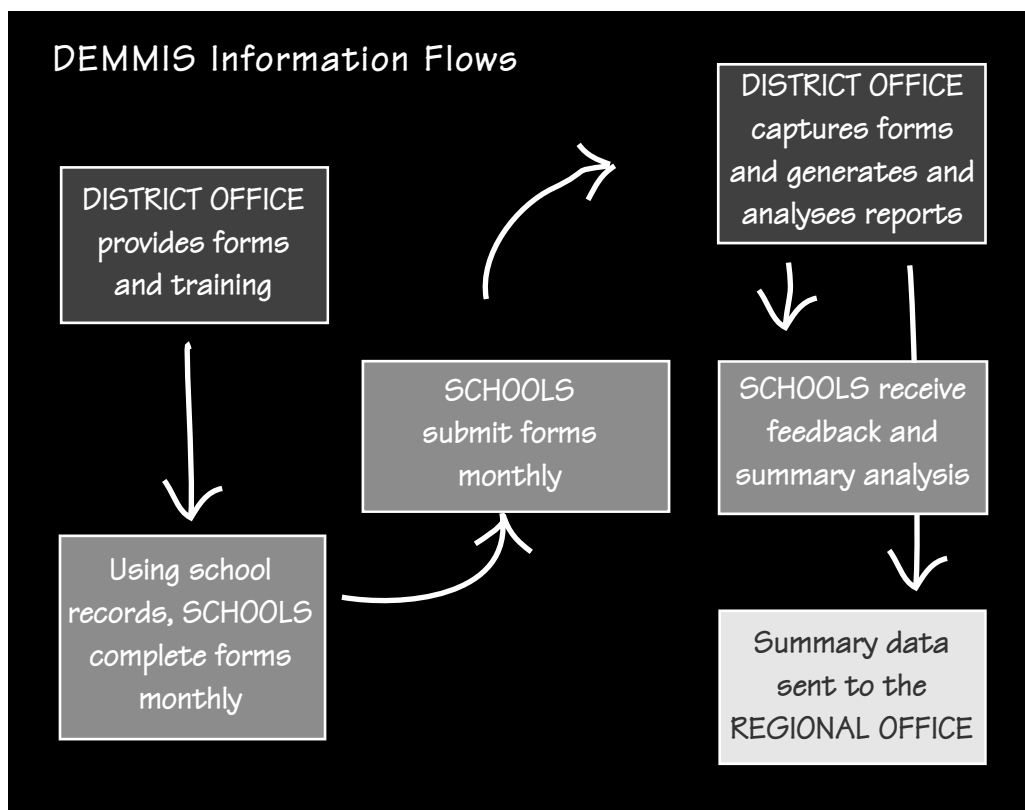 DEMMIS Information Flows
DISTRICT OFFICE
provides forms
and training
Using school
records, SCHOOLS
complete forms
monthly
SCHOOLS
submit forms
monthly
DISTRICT OFFICE
captures forms
and generates and
analyses reports
SCHOOLS receive
feedback and
summary analysis
Summary data
sent to the
REGIONAL OFFICE